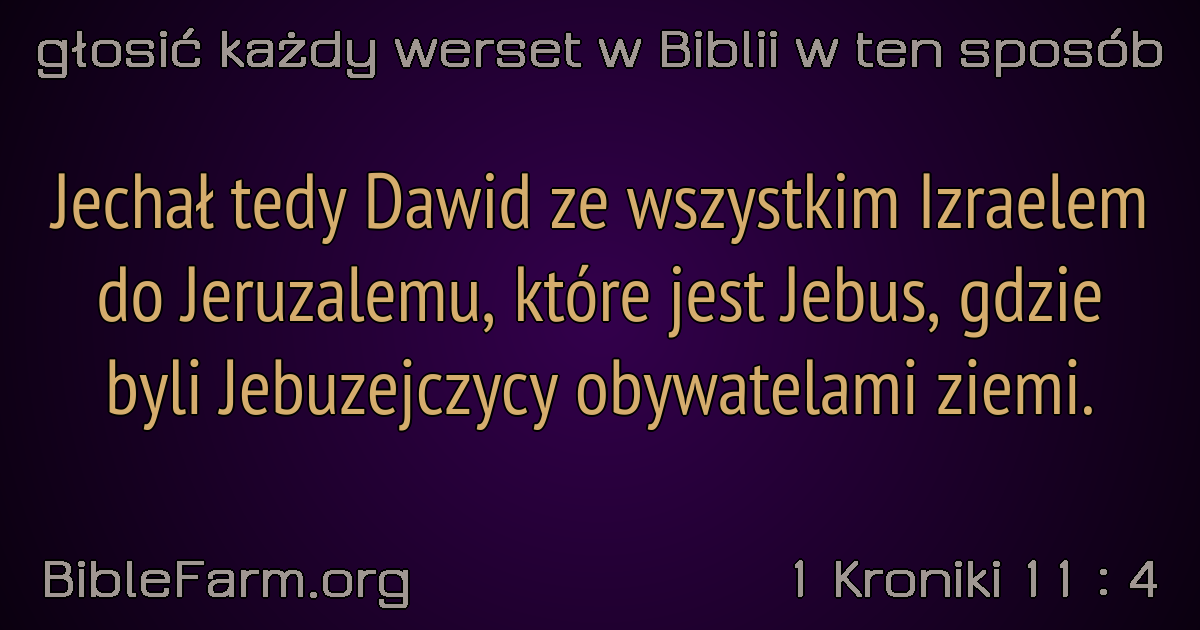 głosić każdy werset w Biblii w ten sposób
Jechał tedy Dawid ze wszystkim Izraelem
do Jeruzalemu, które jest Jebus, gdzie
byli Jebuzejczycy obywatelami ziemi.
BibleFarm.org
1 Kroniki 11 : 4